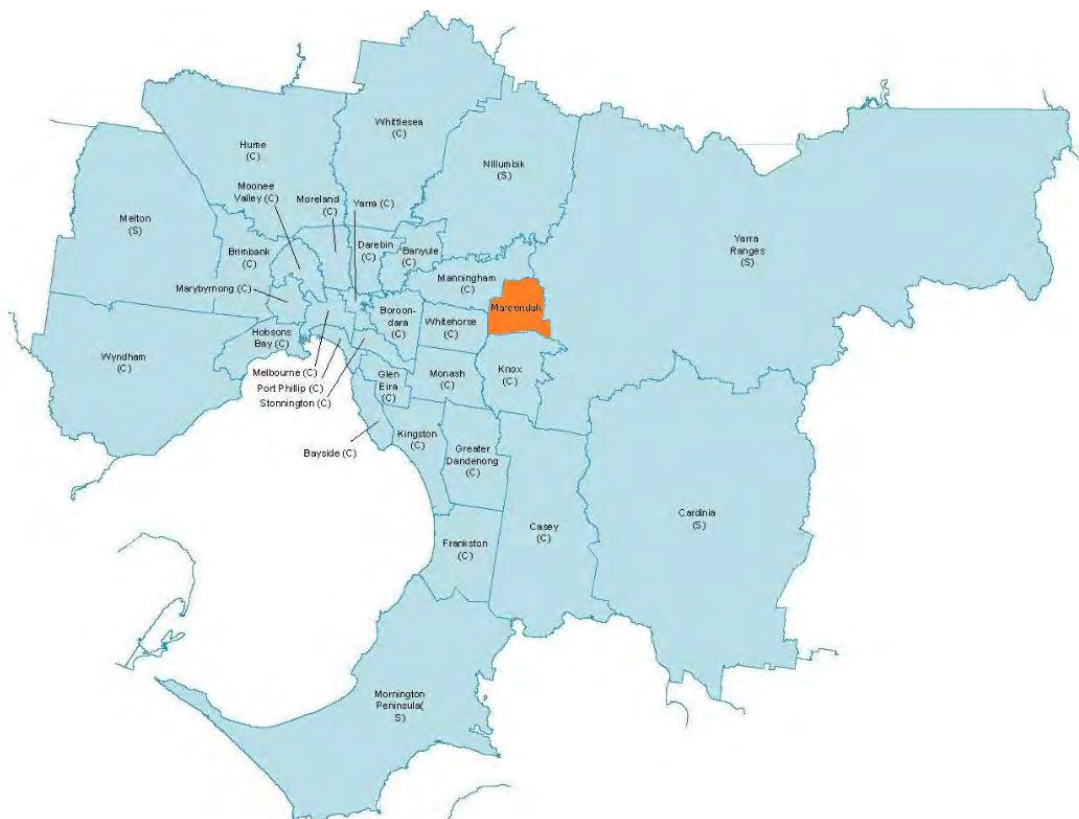 Whittlesea
(C)
Hume
(C)
Nillumbik
(S)
Moonee
Valley (C)
Moreland
(C)
Yarra (C)
Melton
(S)
Brimbank
(C)
Darebin
(C)
Banyule
(C)
Yarra
Ranges
(S)
Manningham
(C)
Marybyrnong (C)
Maroondah
Boroon-
dara
(C)
Whitehorse
(C)
Hobsons
Bay (C)
Wyndham
(C)
Melbourne (C)
Port Phillip (C)
Stonnington (C)
Glen
Eira
(C)
Monash
(C)
Knox
(C)
Bayside (C)
Kingston
(C)
Greater
Dandenong
(C)
Cardinia
(S)
Casey
(C)
Frankston
(C)
Mornington
Peninsula(
S)